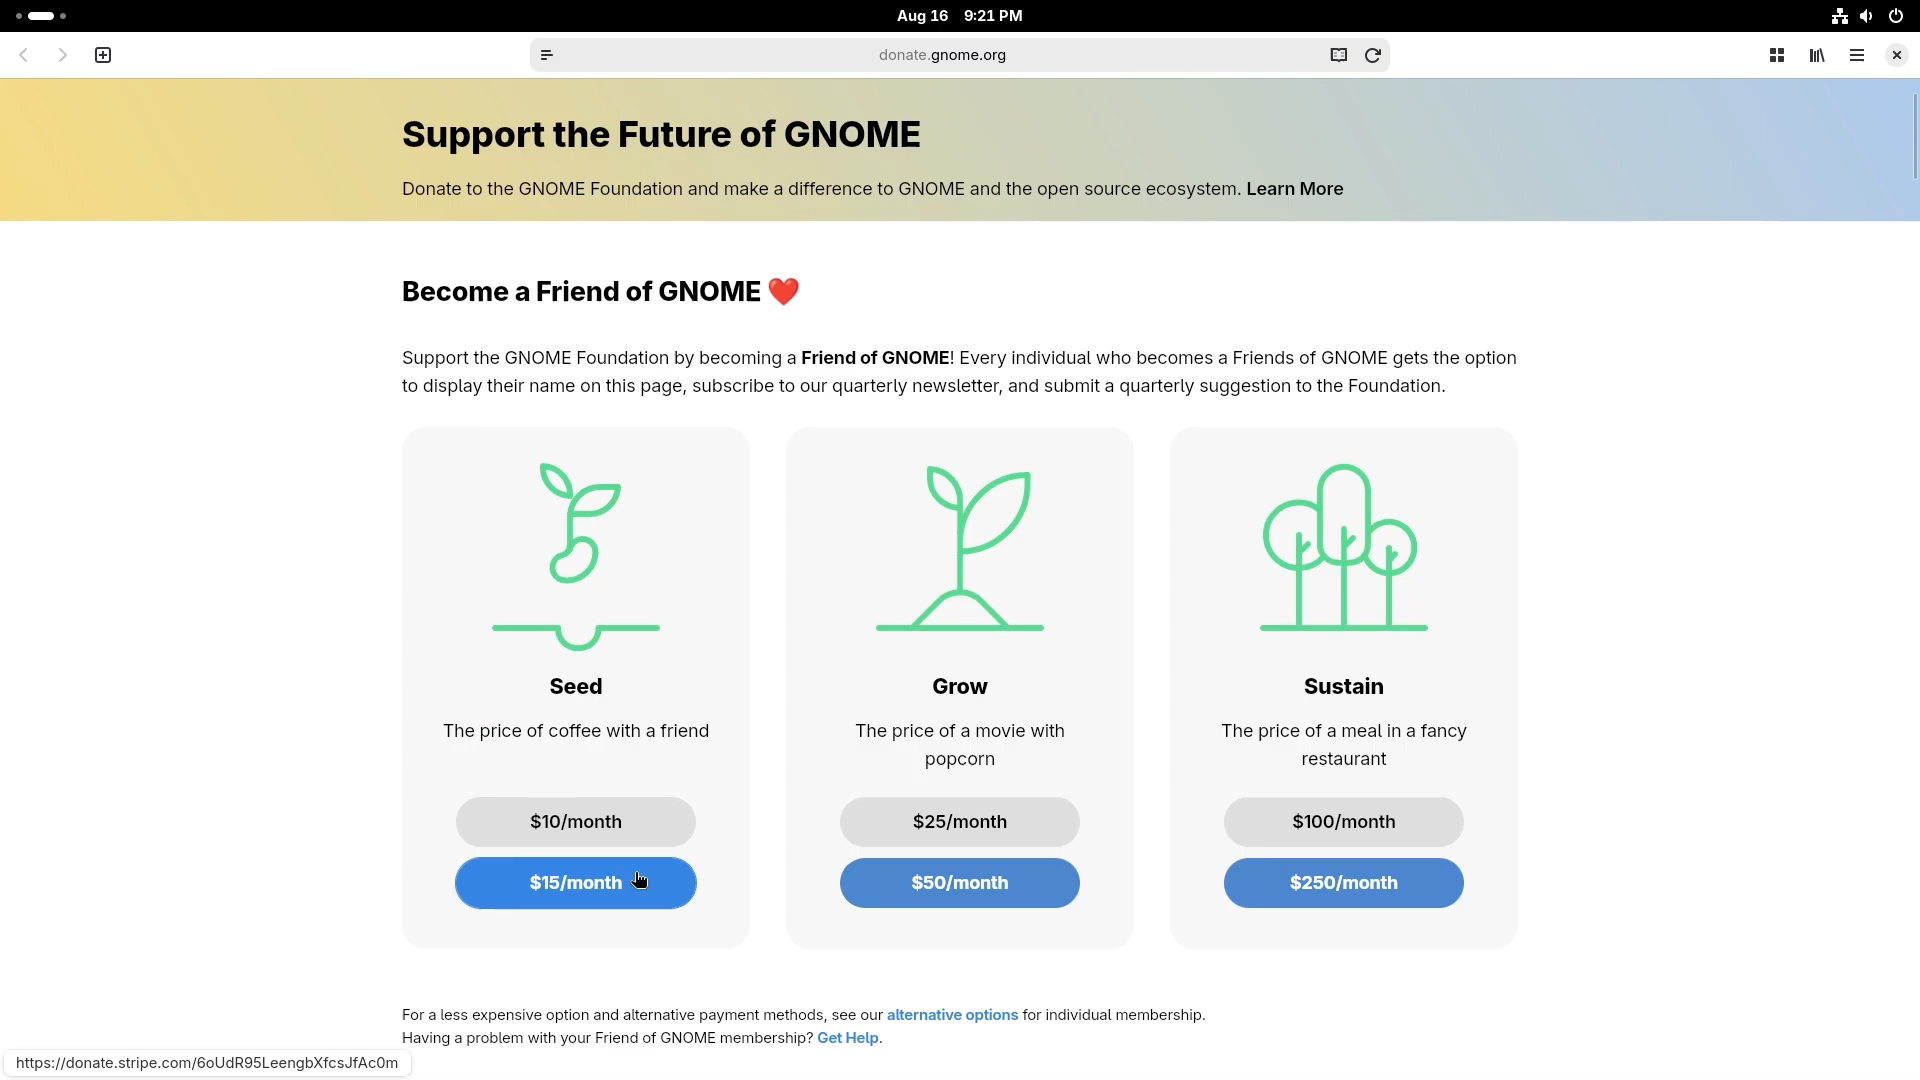 Aug 16 9:21 PM
donate.gnome.org
Support the Future of GNOME
Donate to the GNOME Foundation and make a difference to GNOME and the open source ecosystem. Learn More
Become a Friend of GNOME ❤️
Support the GNOME Foundation by becoming a Friend of GNOME! Every individual who becomes a Friends of GNOME gets the option
to display their name on this page, subscribe to our quarterly newsletter, and submit a quarterly suggestion to the Foundation.
Seed
The price of coffee with a friend
$10/month
$15/month
Grow
The price of a movie with
popcorn
$25/month
$50/month
Sustain
The price of a meal in a fancy
restaurant
$100/month
$250/month
For a less expensive option and alternative payment methods, see our alternative options for individual membership.
Having a problem with your Friend of GNOME membership? Get Help.
https://donate.stripe.com/6oUdR95LeengbXfcsJfAc0m